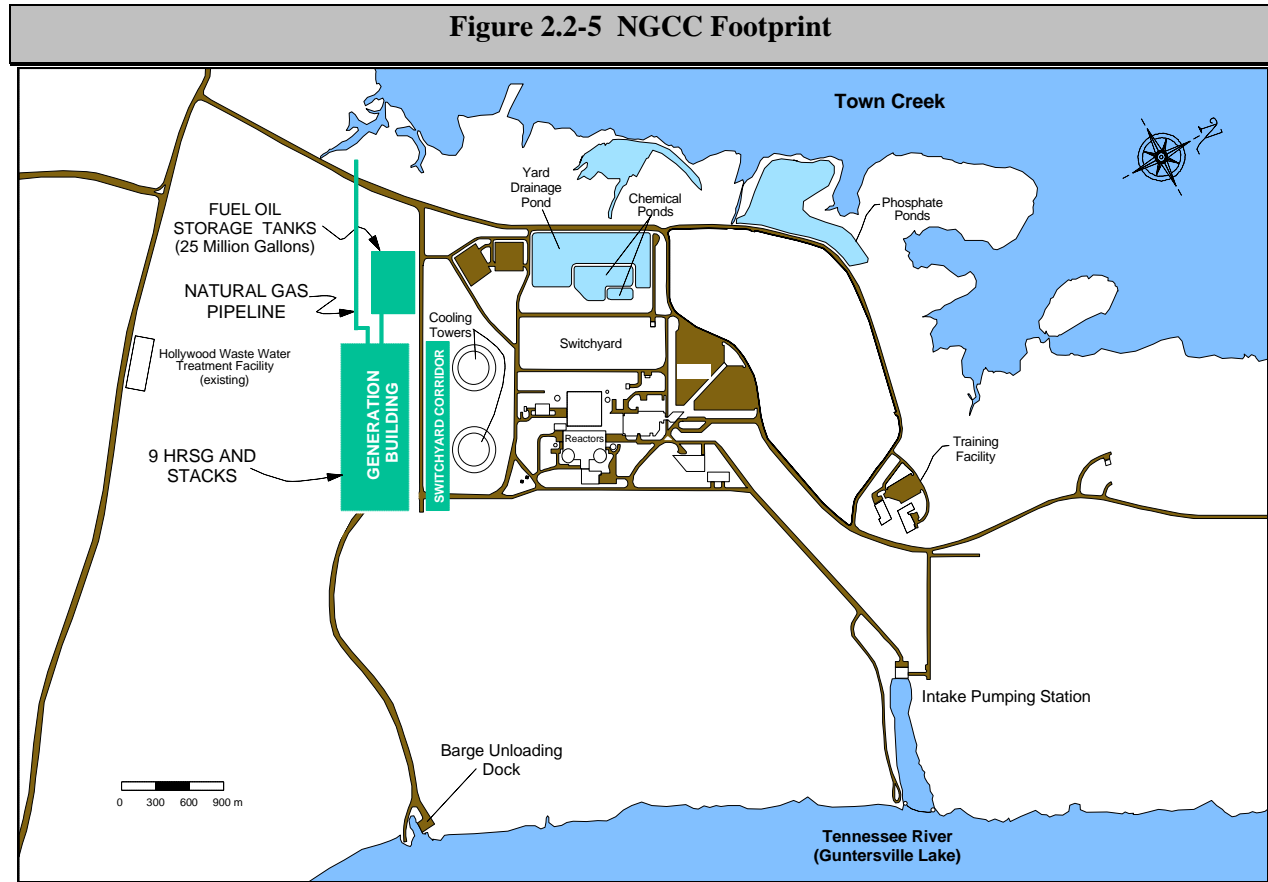 Figure 2.2-5 NGCC Footprint
Town Creek
N
Yard
Drainage
Pond
Chemical
Ponds
Phosphate
Ponds
FUEL OIL
STORAGE TANKS
(25 Million Gallons)
NATURAL GAS
PIPELINE
Cooling
Towers
Switchyard
Hollywood Waste Water
Treatment Facility
(existing)
GENERATION
BUILDING
SWITCHYARD CORRIDOR
Reactors
Training
Facility
9 HRSG AND
STACKS
Intake Pumping Station
Barge Unloading
Dock
0 300 600 900 m
Tennessee River
(Guntersville Lake)